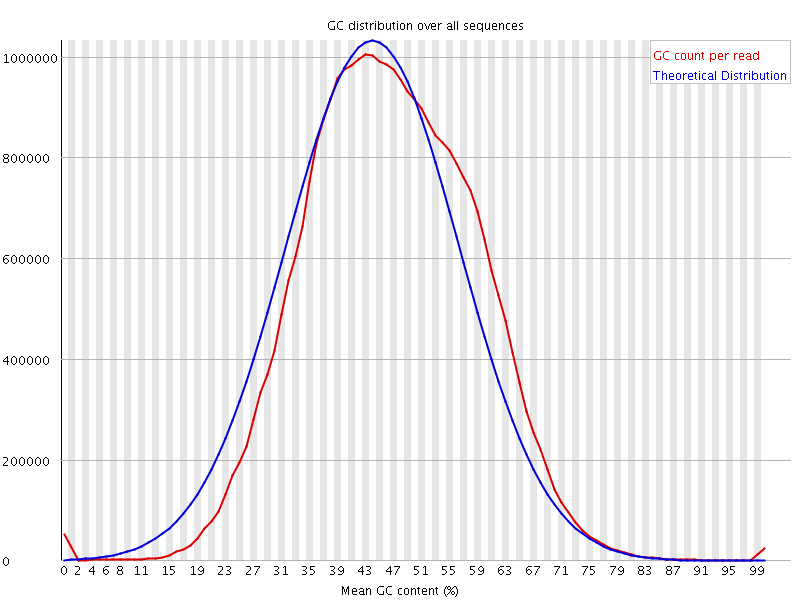 GC distribution over all sequences
GC count per read
Theoretical Distribution
1000000
800000
600000
400000
200000
0
0 2 4 6 8 11 15 19 23 27 31 35 39 43 47 51 55 59 63 67 71 75 79 83 87 91 95 99
Mean GC content (%)